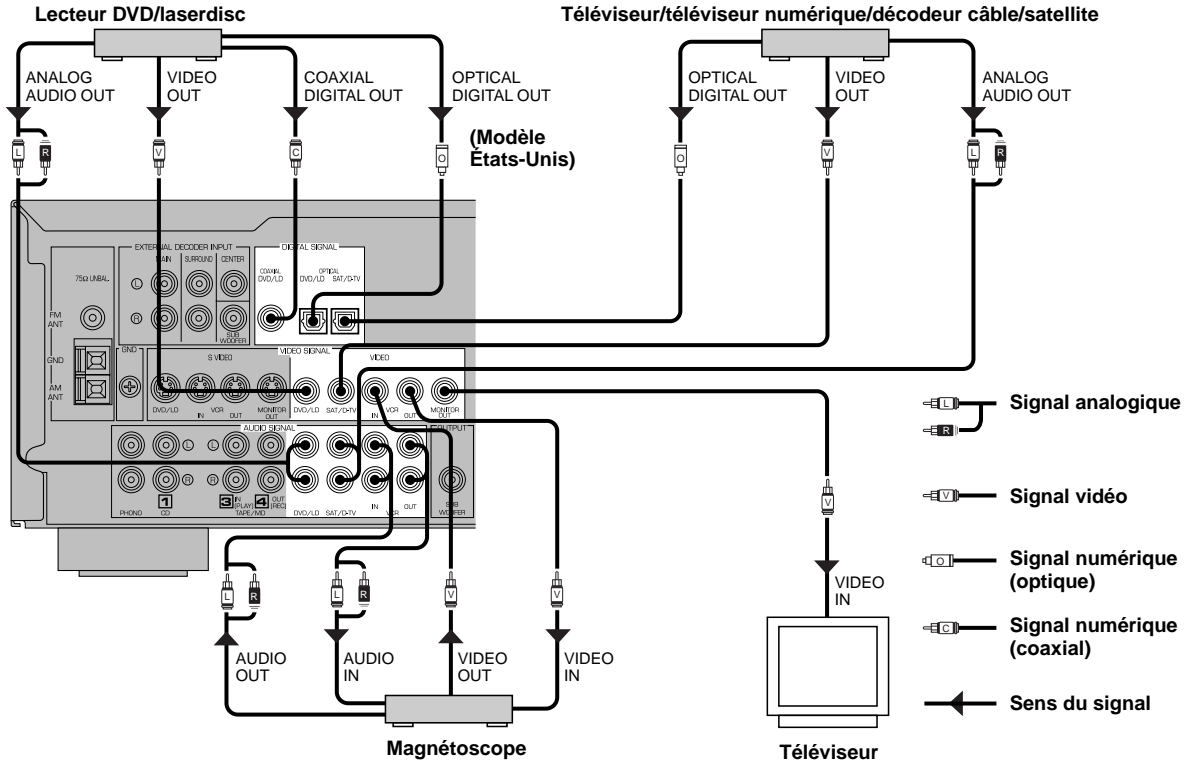 Lecteur DVD/laserdisc
Téléviseur/téléviseur numérique/décodeur câble/satellite
ANALOG
AUDIO OUT
VIDEO
OUT
COAXIAL
DIGITAL OUT
OPTICAL
DIGITAL OUT
(Modèle
États-Unis)
OPTICAL
DIGITAL OUT
VIDEO
OUT
ANALOG
AUDIO OUT
L R V C O
O V L R
EXTERNAL DECODER INPUT
MAIN SURROUND CENTER
L
R
SUB
WOOFER
75Ω UNBAL.
FM
ANT
GND
AM
ANT
GND
DIGITAL SIGNAL
COAXIAL
DVD/LD
OPTICAL
DVD/LD SAT/D-TV
VIDEO SIGNAL
S VIDEO
DVD/LD
IN VCR OUT
MONITOR
OUT
VIDEO
DVD/LD SAT/D-TV
IN VCR OUT
MONITOR
OUT
AUDIO SIGNAL
L L
R R
PHONO
1
CD
3 IN
(PLAY)
4 OUT
(REC)
TAPE/MD
DVD/LD SAT/D-TV
IN VCR OUT
OUTPUT
SUB
WOOFER
L R L R V V
AUDIO
OUT
AUDIO
IN
VIDEO
OUT
VIDEO
IN
Magnétoscope
V
VIDEO
IN
Téléviseur
L
R
Signal analogique
V
Signal vidéo
O
Signal numérique
(optique)
C
Signal numérique
(coaxial)
Sens du signal